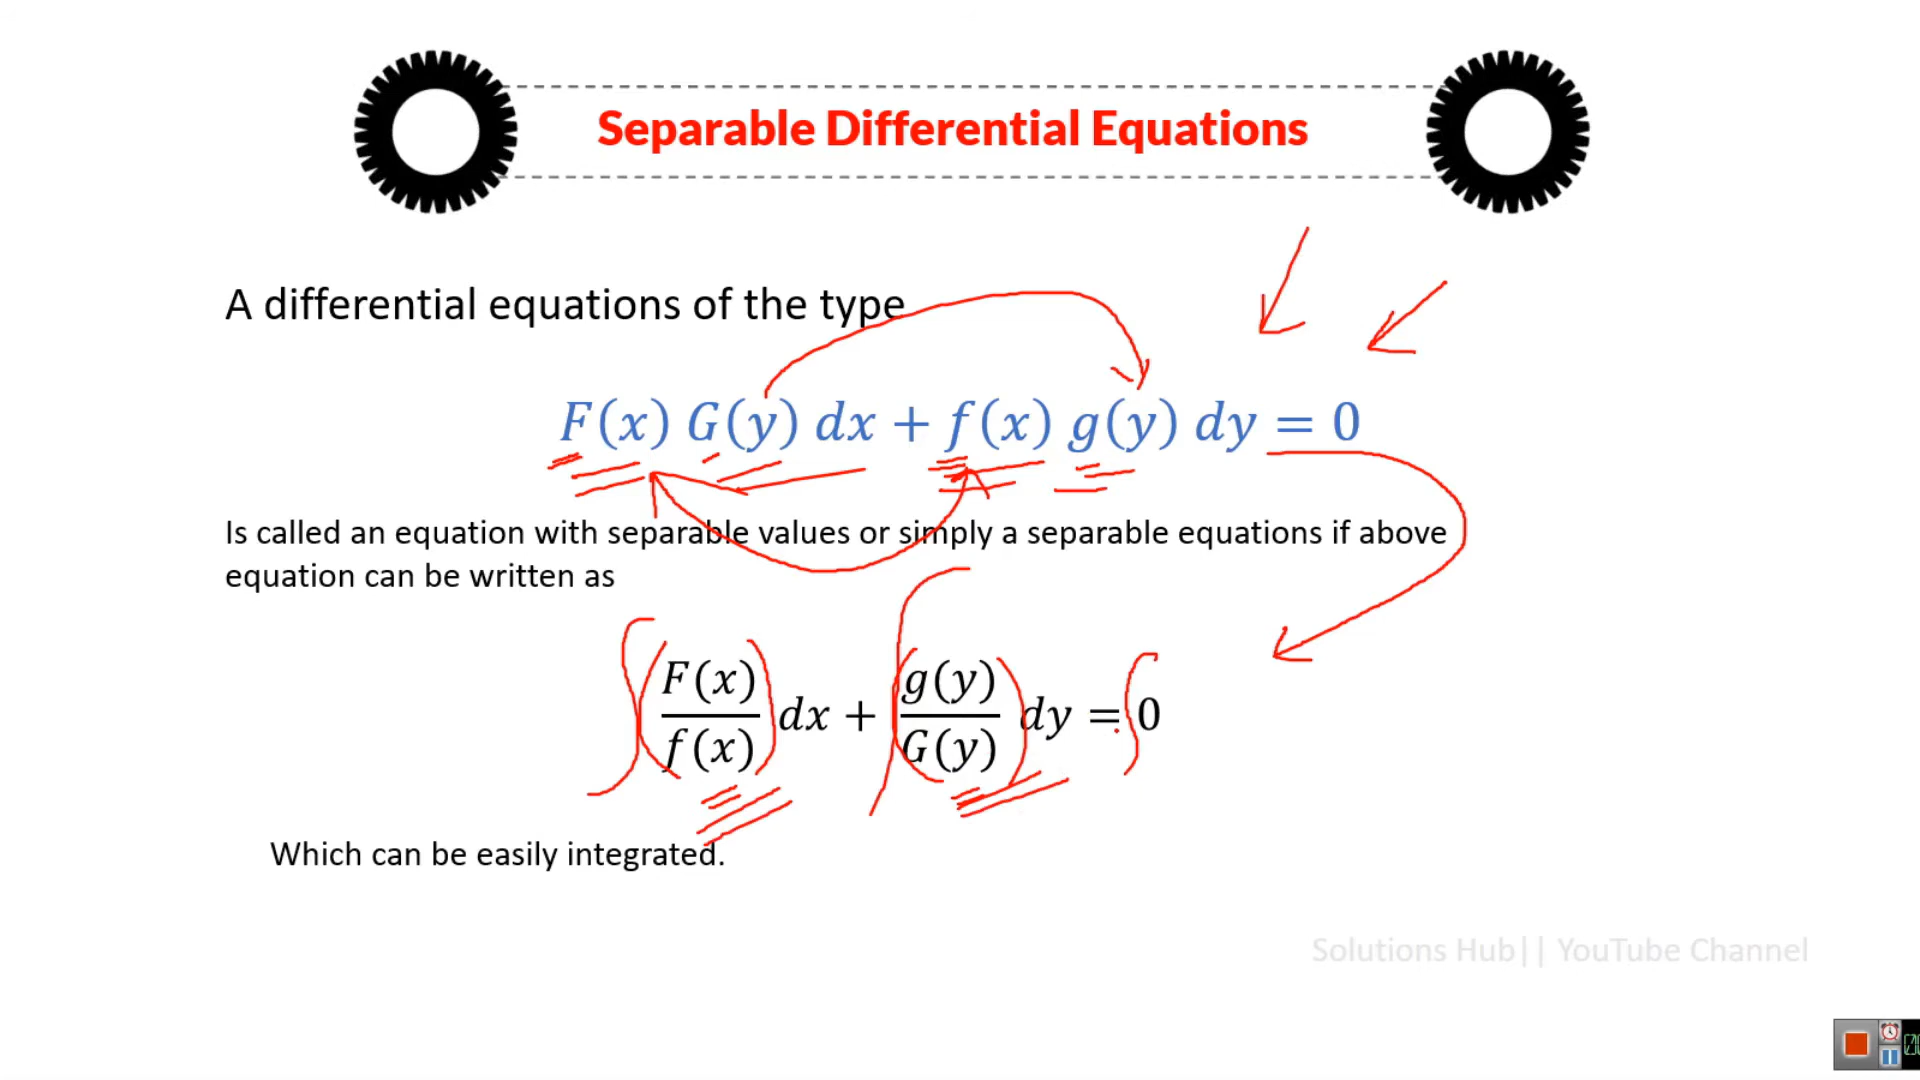 Separable Differential Equations
A differential equations of the type
F(x) G(y) dx + f(x) g(y) dy = 0
Is called an equation with separable values or simply a separable equations if above
equation can be written as
∫ (F(x)/f(x)) dx + ∫ (g(y)/G(y)) dy = ∫ 0
Which can be easily integrated.
Solutions Hub|| YouTube Channel